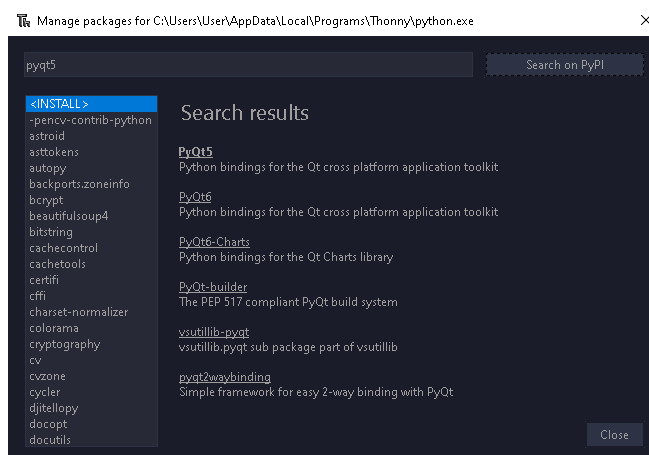 Manage packages for C:\Users\User\AppData\Local\Programs\Thonny\python.exe
pyqt5
Search on PyPI
<INSTALL>
-pencv-contrib-python
astroid
asttokens
autopy
backports.zoneinfo
bcrypt
beautifulsoup4
bitstring
cachecontrol
cachetools
certifi
cffi
charset-normalizer
colorama
cryptography
cv
cvzone
cycler
djitellopy
docopt
docutils
Search results
PyQt5
Python bindings for the Qt cross platform application toolkit
PyQt6
Python bindings for the Qt cross platform application toolkit
PyQt6-Charts
Python bindings for the Qt Charts library
PyQt-builder
The PEP 517 compliant PyQt build system
vsutillib-pyqt
vsutillib.pyqt sub package part of vsutillib
pyqt2waybinding
Simple framework for easy 2-way binding with PyQt
Close